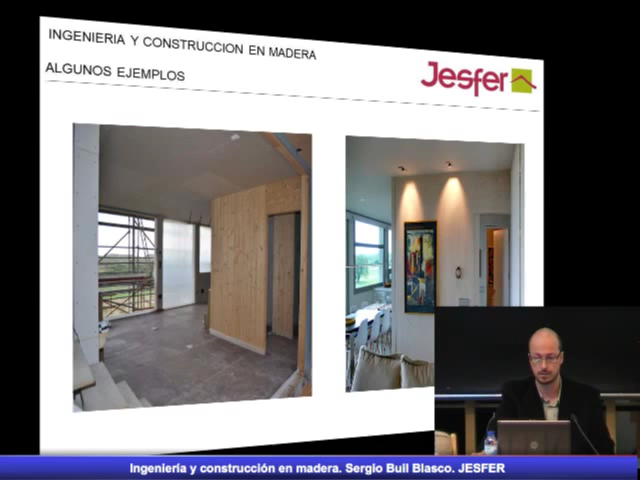 INGENIERIA Y CONSTRUCCION EN MADERA
ALGUNOS EJEMPLOS
Jesfer
Ingeniería y construcción en madera. Sergio Buil Blasco. JESFER